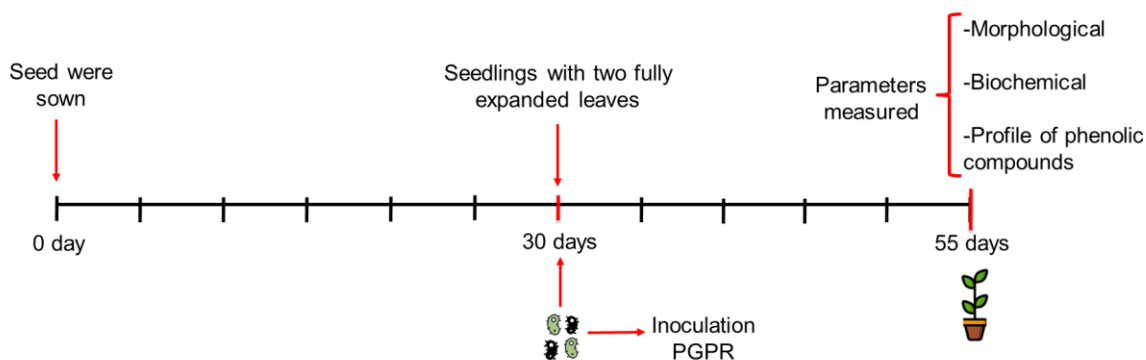 Seed were
sown
Seedlings with two fully
expanded leaves
Parameters
measured
-Morphological
-Biochemical
-Profile of phenolic
compounds
0 day
30 days
55 days
Inoculation
PGPR